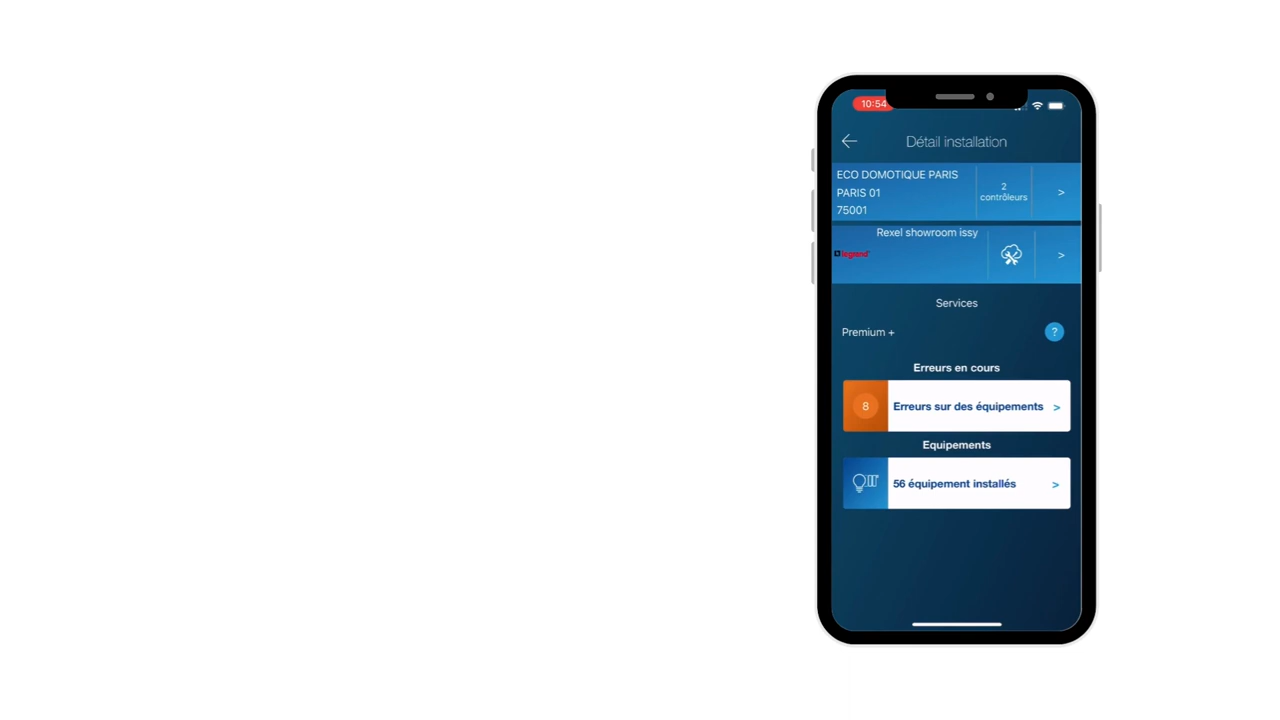 10:54
Détail installation
ECO DOMOTIQUE PARIS
PARIS 01
75001
2
contrôleurs
>
Rexel showroom issy
legrand
>
Services
Premium +
?
Erreurs en cours
8
Erreurs sur des équipements
>
Equipements
56 équipement installés
>